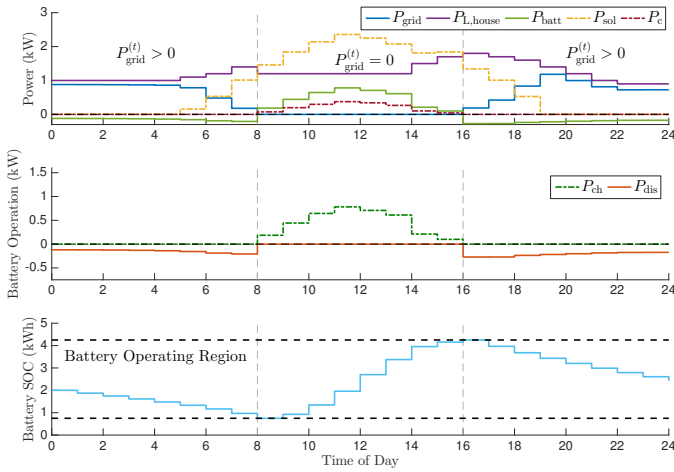 P_grid P_L,house P_batt P_sol P_c
P_grid^(t) > 0 P_grid^(t) = 0 P_grid^(t) > 0
Power (kW)
3
2
1
0
0 2 4 6 8 10 12 14 16 18 20 22 24
P_ch P_dis
Battery Operation (kW)
1.5
1
0.5
0
-0.5
0 2 4 6 8 10 12 14 16 18 20 22 24
Battery Operating Region
Battery SOC (kWh)
5
4
3
2
1
0
0 2 4 6 8 10 12 14 16 18 20 22 24
Time of Day